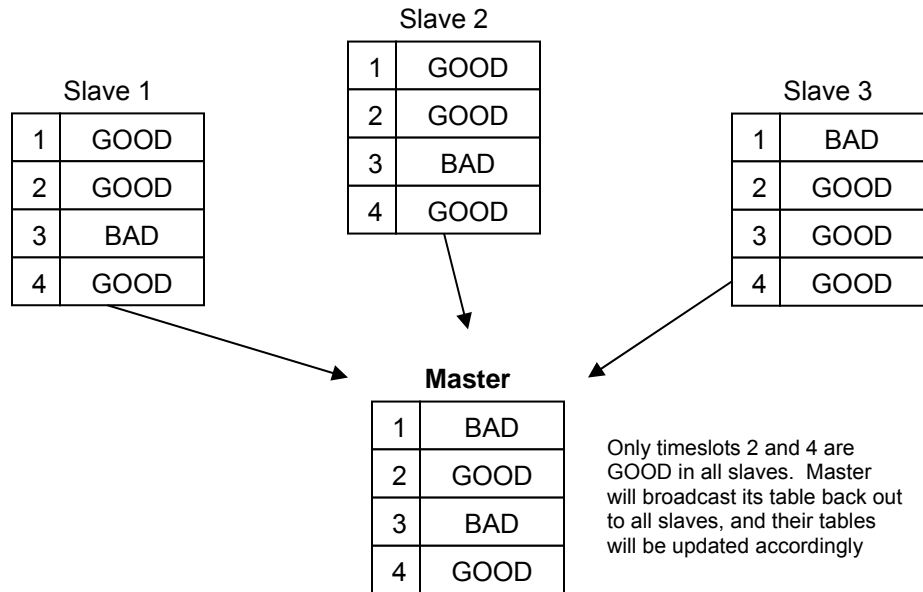 Slave 2
1 GOOD
2 GOOD
3 BAD
4 GOOD
Slave 1
1 GOOD
2 GOOD
3 BAD
4 GOOD
Slave 3
1 BAD
2 GOOD
3 GOOD
4 GOOD
Master
1 BAD
2 GOOD
3 BAD
4 GOOD
Only timeslots 2 and 4 are
GOOD in all slaves. Master
will broadcast its table back out
to all slaves, and their tables
will be updated accordingly